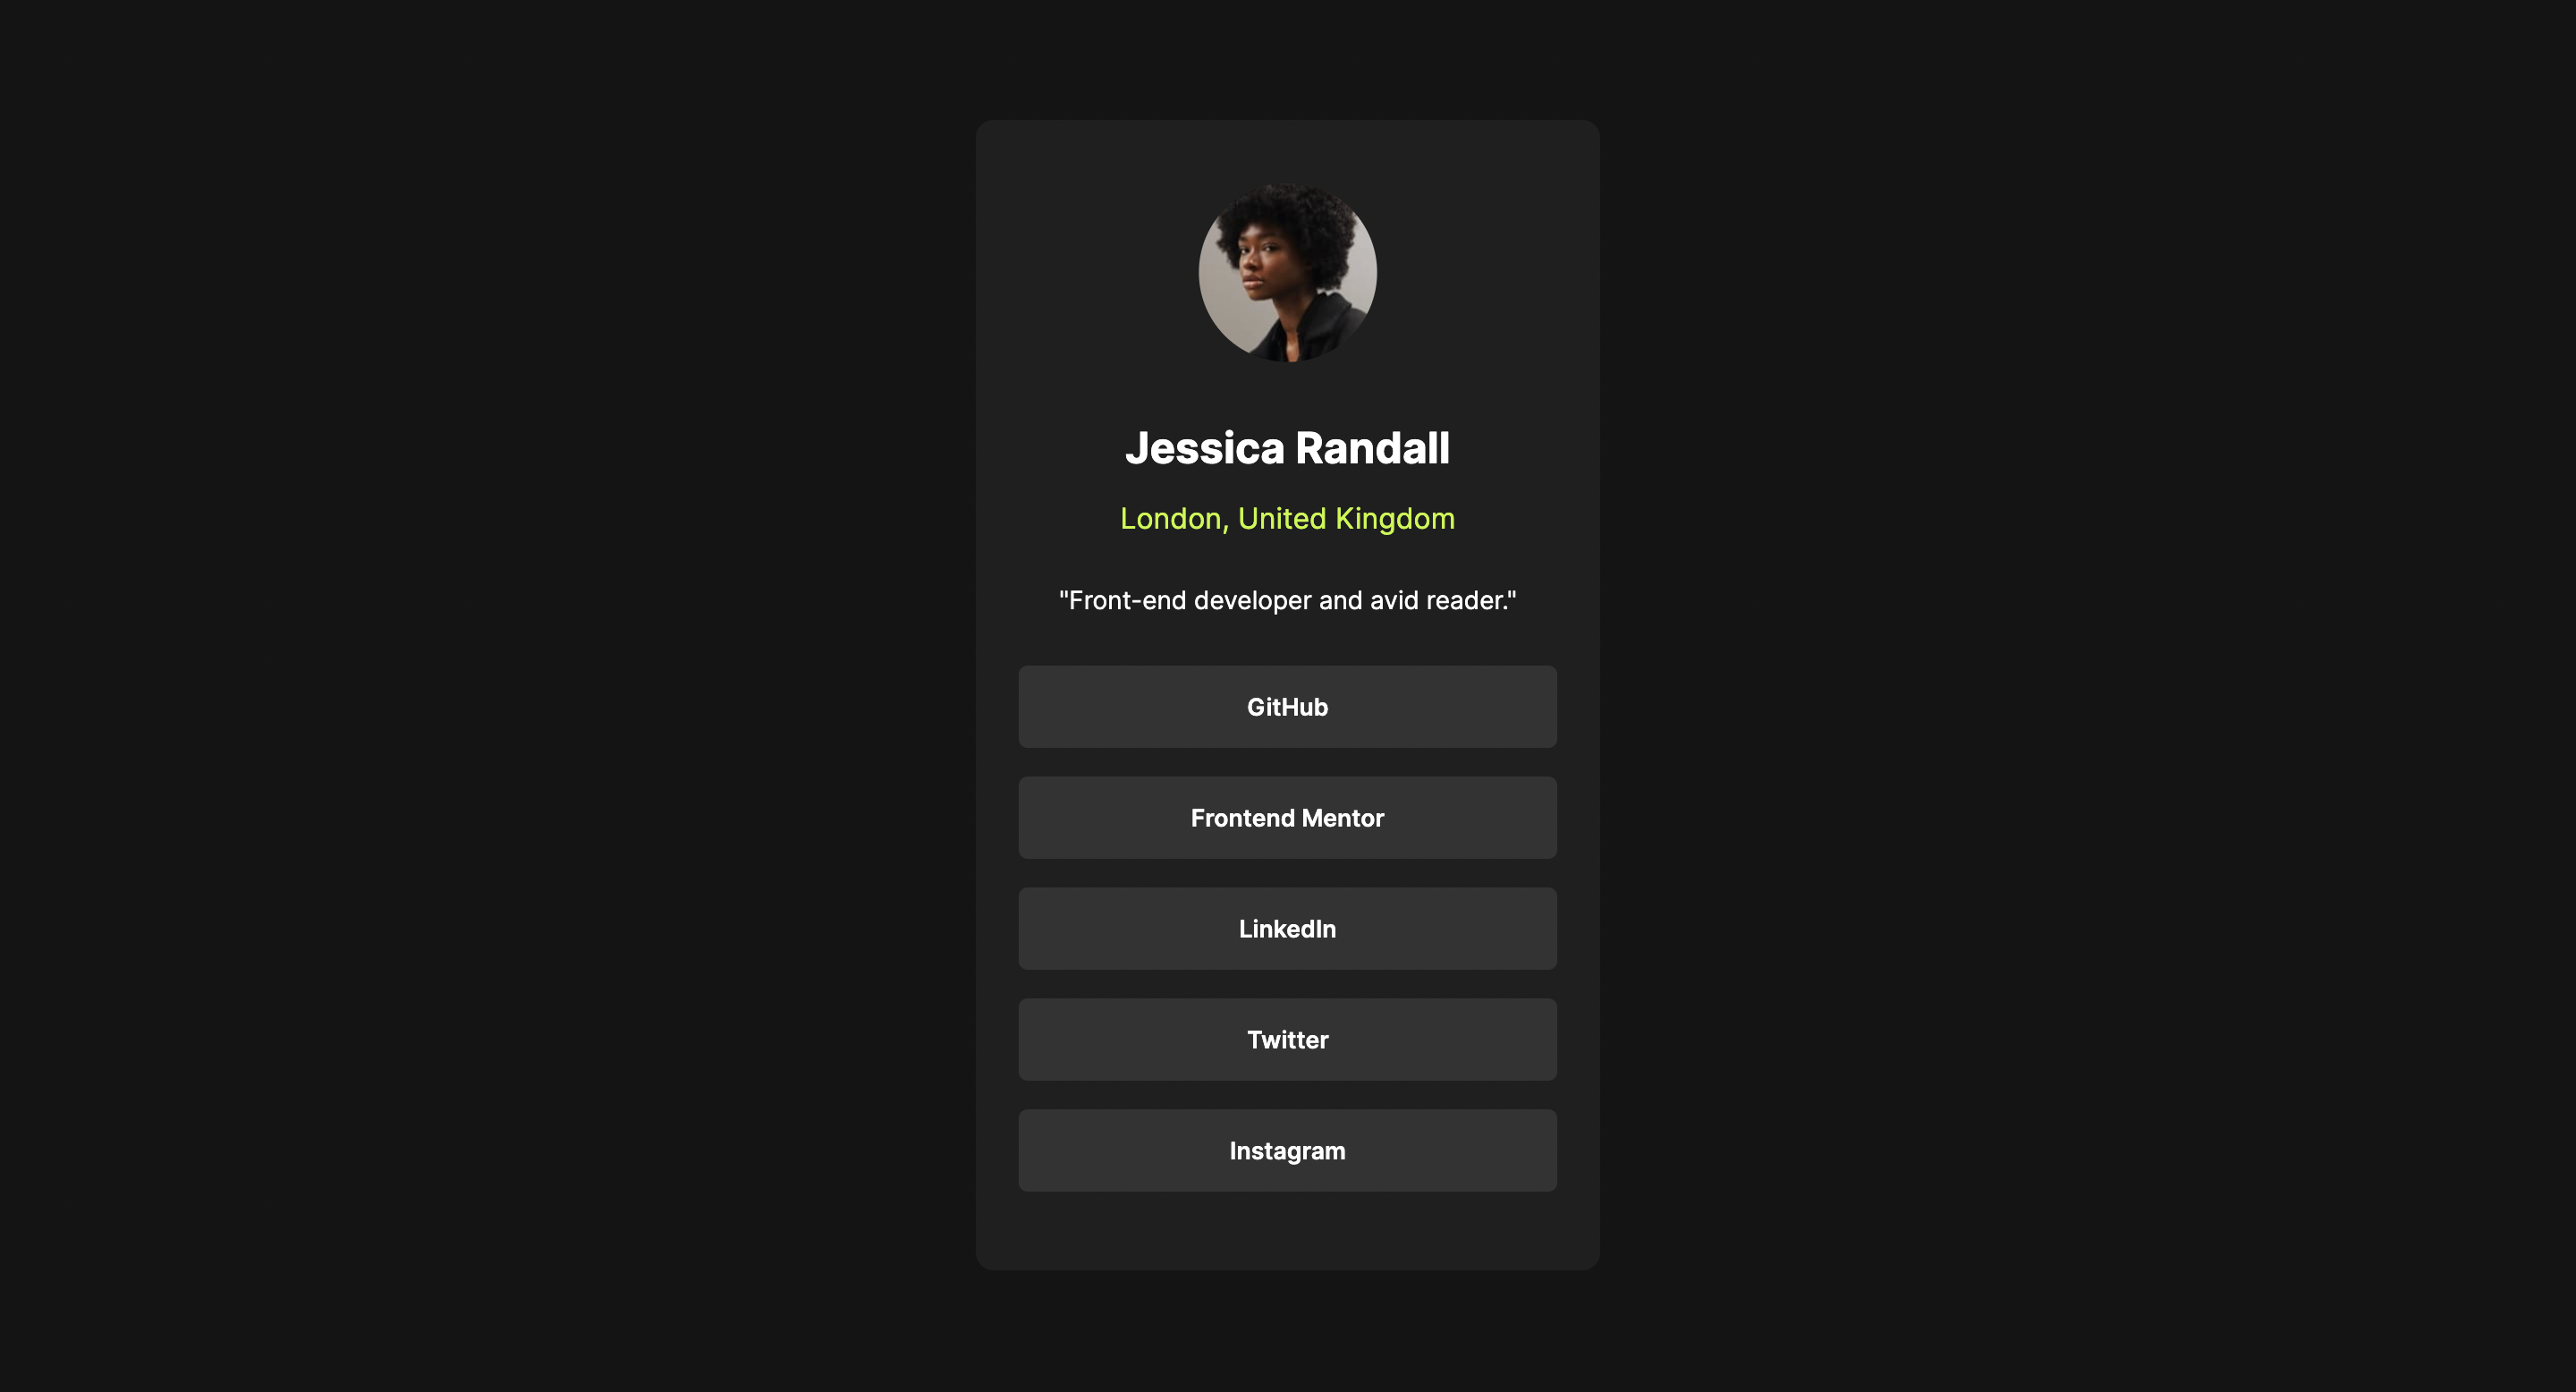 Jessica Randall
London, United Kingdom
"Front-end developer and avid reader."
GitHub
Frontend Mentor
LinkedIn
Twitter
Instagram